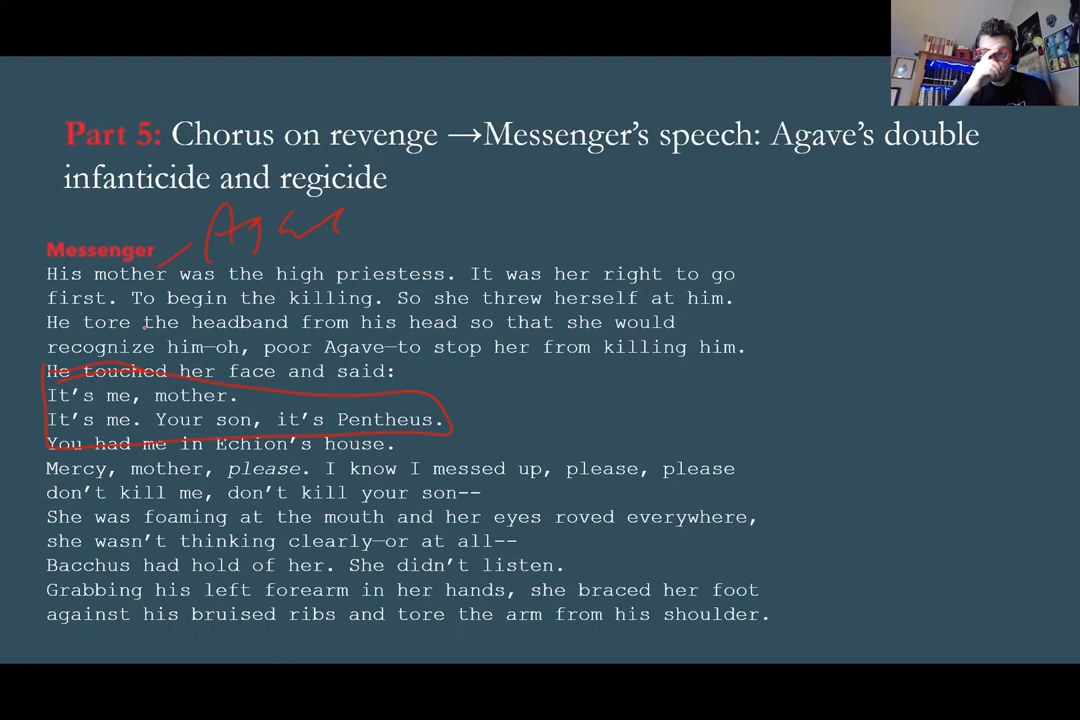 Part 5: Chorus on revenge →Messenger's speech: Agave's double
infanticide and regicide
Agave
Messenger
His mother was the high priestess. It was her right to go
first. To begin the killing. So she threw herself at him.
He tore the headband from his head so that she would
recognize him—oh, poor Agave—to stop her from killing him.
He touched her face and said:
It's me, mother.
It's me. Your son, it's Pentheus.
You had me in Echion's house.
Mercy, mother, please. I know I messed up, please, please
don't kill me, don't kill your son--
She was foaming at the mouth and her eyes roved everywhere,
she wasn't thinking clearly—or at all--
Bacchus had hold of her. She didn't listen.
Grabbing his left forearm in her hands, she braced her foot
against his bruised ribs and tore the arm from his shoulder.